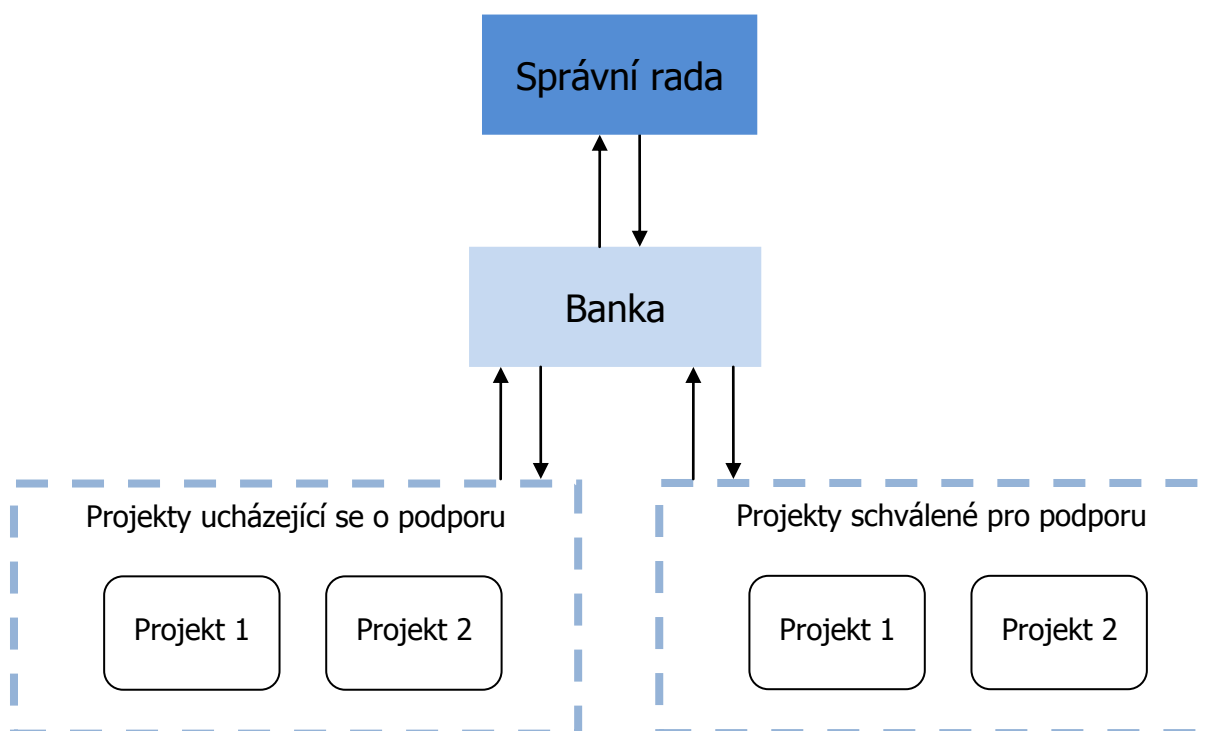 Správní rada
Banka
Projekty ucházející se o podporu
Projekt 1
Projekt 2
Projekty schválené pro podporu
Projekt 1
Projekt 2